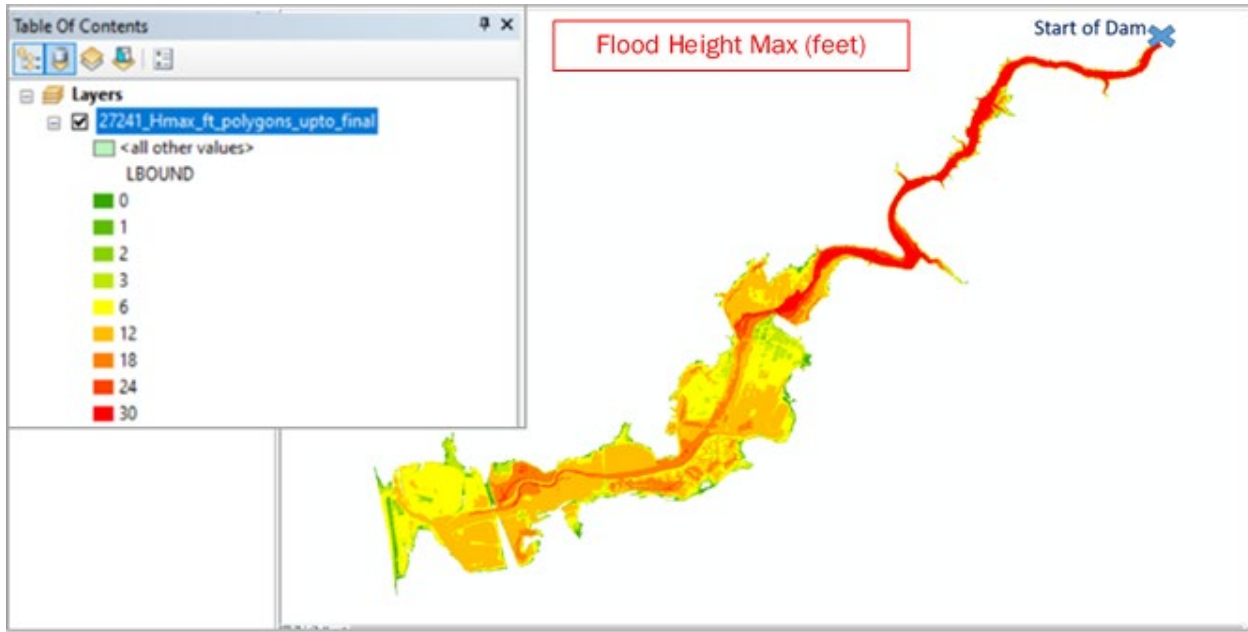 Table Of Contents
Layers
27241_Hmax_ft_polygons_upto_final
<all other values>
LBOUND
0
1
2
3
6
12
18
24
30
Flood Height Max (feet)
Start of Dam